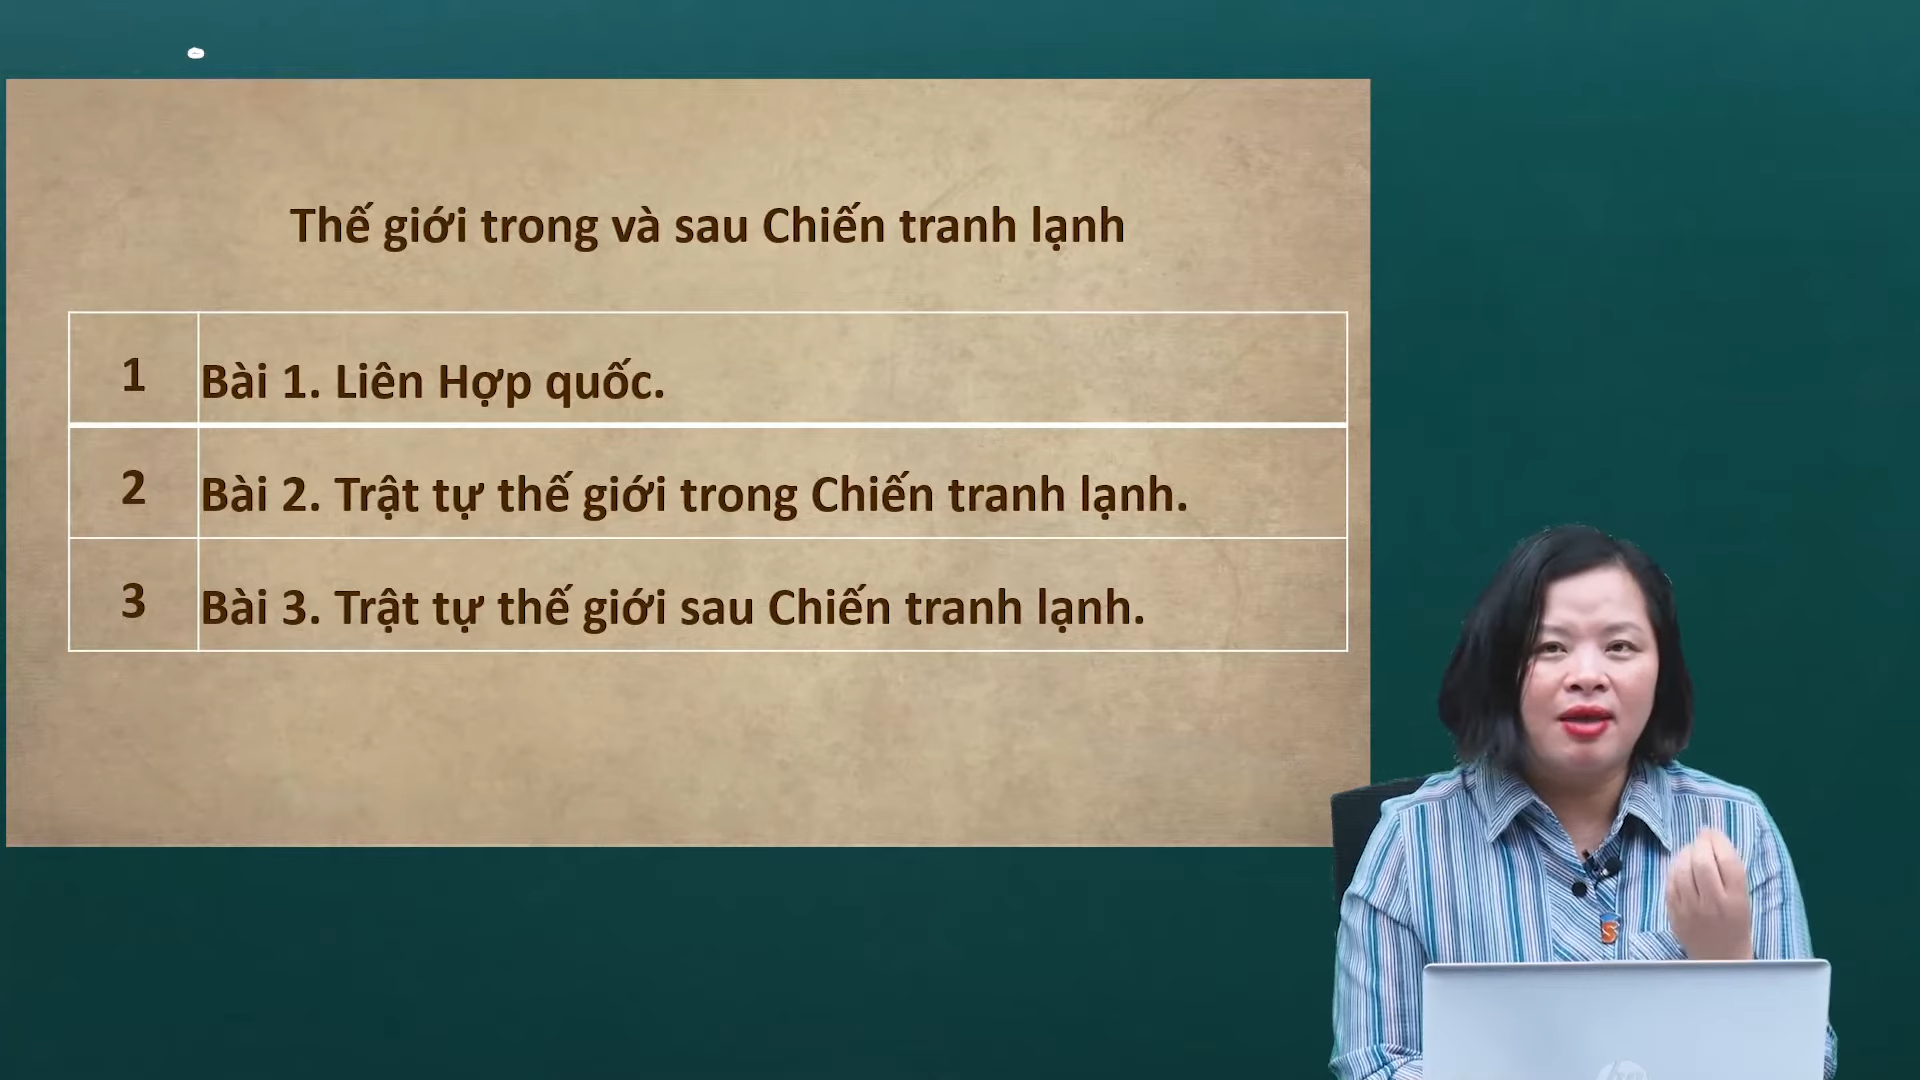 Thế giới trong và sau Chiến tranh lạnh
1 Bài 1. Liên Hợp quốc.
2 Bài 2. Trật tự thế giới trong Chiến tranh lạnh.
3 Bài 3. Trật tự thế giới sau Chiến tranh lạnh.
S
hp